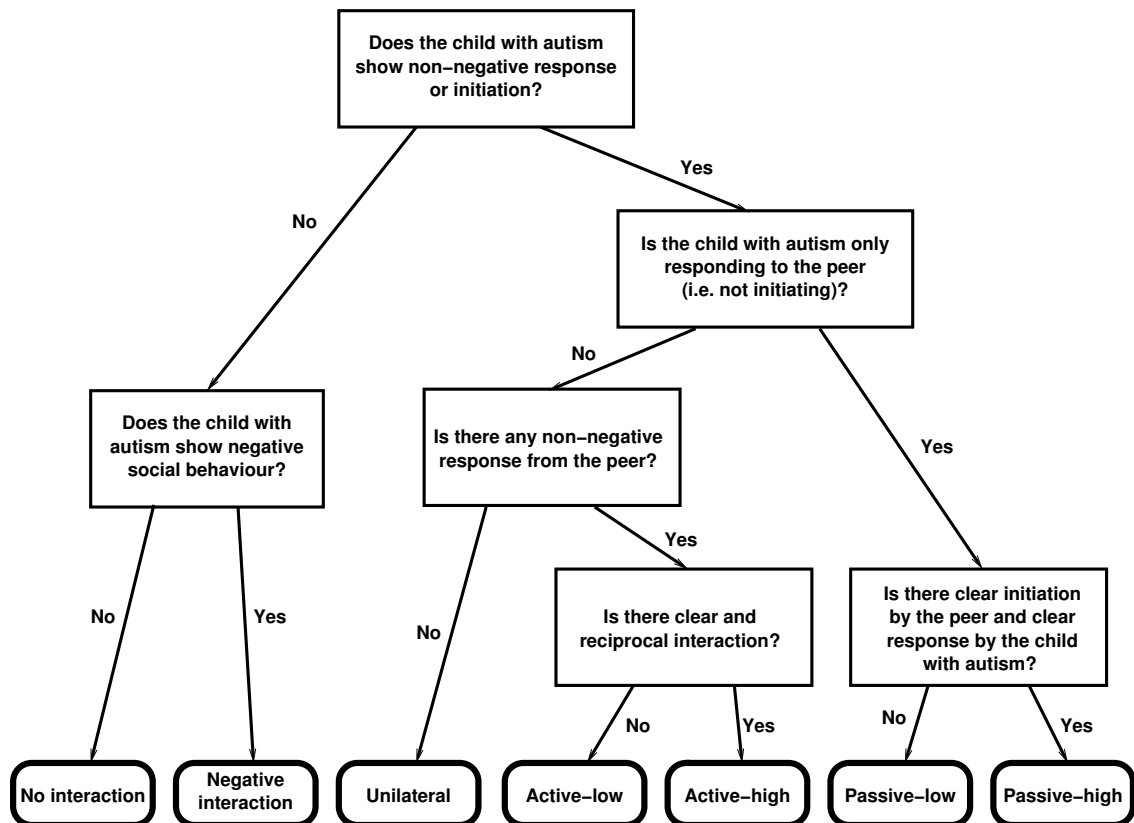 Does the child with autism
show non−negative response
or initiation?
Yes
No
Is the child with autism only
responding to the peer
(i.e. not initiating)?
No
Yes
Does the child with
autism show negative
social behaviour?
Is there any non−negative
response from the peer?
Yes
No
Yes
No
Is there clear and
reciprocal interaction?
Is there clear initiation
by the peer and clear
response by the child
with autism?
No
Yes
No
Yes
No interaction
Negative
interaction
Unilateral
Active−low
Active−high
Passive−low
Passive−high